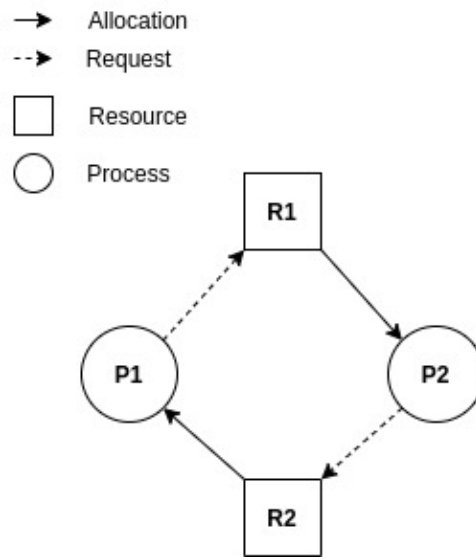 Allocation
Request
Resource
Process
R1
P1
P2
R2